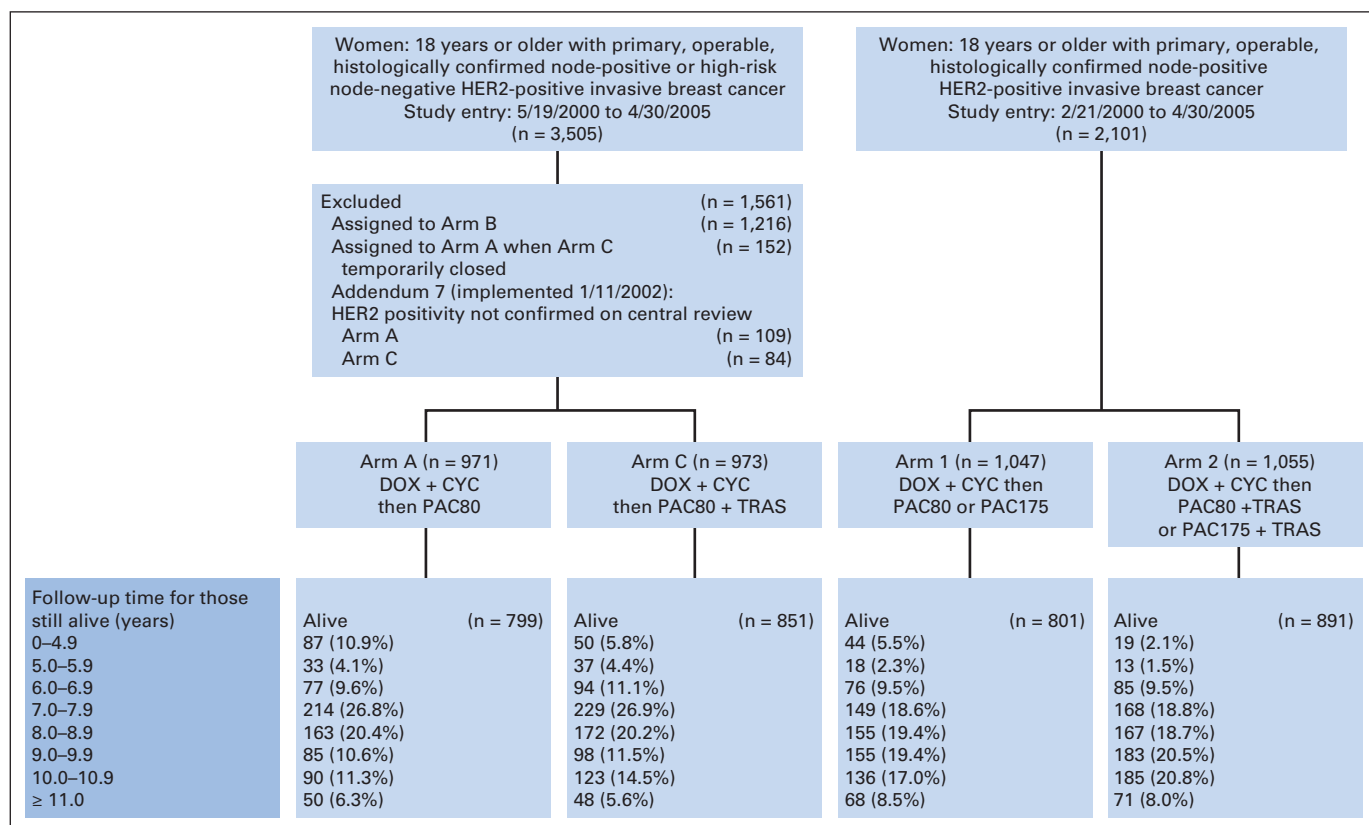 Women: 18 years or older with primary, operable,
histologically confirmed node-positive or high-risk
node-negative HER2-positive invasive breast cancer
Study entry: 5/19/2000 to 4/30/2005
(n = 3,505)
Women: 18 years or older with primary, operable,
histologically confirmed node-positive
HER2-positive invasive breast cancer
Study entry: 2/21/2000 to 4/30/2005
(n = 2,101)
Excluded (n = 1,561)
Assigned to Arm B (n = 1,216)
Assigned to Arm A when Arm C (n = 152)
temporarily closed
Addendum 7 (implemented 1/11/2002):
HER2 positivity not confirmed on central review
Arm A (n = 109)
Arm C (n = 84)
Arm A (n = 971)
DOX + CYC
then PAC80
Arm C (n = 973)
DOX + CYC
then PAC80 + TRAS
Arm 1 (n = 1,047)
DOX + CYC then
PAC80 or PAC175
Arm 2 (n = 1,055)
DOX + CYC then
PAC80 +TRAS
or PAC175 + TRAS
Follow-up time for those
still alive (years)
0–4.9
5.0–5.9
6.0–6.9
7.0–7.9
8.0–8.9
9.0–9.9
10.0–10.9
≥ 11.0
Alive (n = 799)
87 (10.9%)
33 (4.1%)
77 (9.6%)
214 (26.8%)
163 (20.4%)
85 (10.6%)
90 (11.3%)
50 (6.3%)
Alive (n = 851)
50 (5.8%)
37 (4.4%)
94 (11.1%)
229 (26.9%)
172 (20.2%)
98 (11.5%)
123 (14.5%)
48 (5.6%)
Alive (n = 801)
44 (5.5%)
18 (2.3%)
76 (9.5%)
149 (18.6%)
155 (19.4%)
155 (19.4%)
136 (17.0%)
68 (8.5%)
Alive (n = 891)
19 (2.1%)
13 (1.5%)
85 (9.5%)
168 (18.8%)
167 (18.7%)
183 (20.5%)
185 (20.8%)
71 (8.0%)